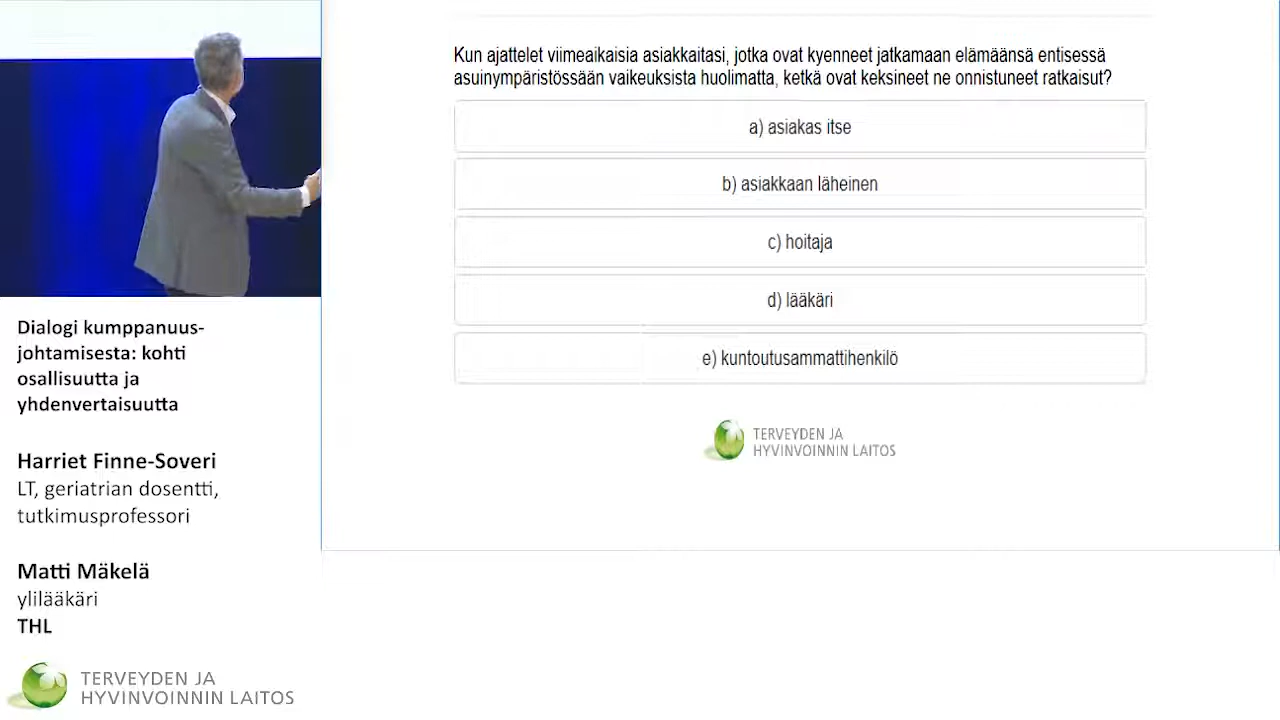 Kun ajattelet viimeaikaisia asiakkaitasi, jotka ovat kyenneet jatkamaan elämäänsä entisessä
asuinympäristössään vaikeuksista huolimatta, ketkä ovat keksineet ne onnistuneet ratkaisut?
a) asiakas itse
b) asiakkaan läheinen
c) hoitaja
d) lääkäri
e) kuntoutusammattihenkilö
TERVEYDEN JA
HYVINVOINNIN LAITOS
Dialogi kumppanuus-
johtamisesta: kohti
osallisuutta ja
yhdenvertaisuutta
Harriet Finne-Soveri
LT, geriatrian dosentti,
tutkimusprofessori
Matti Mäkelä
ylilääkäri
THL
TERVEYDEN JA
HYVINVOINNIN LAITOS